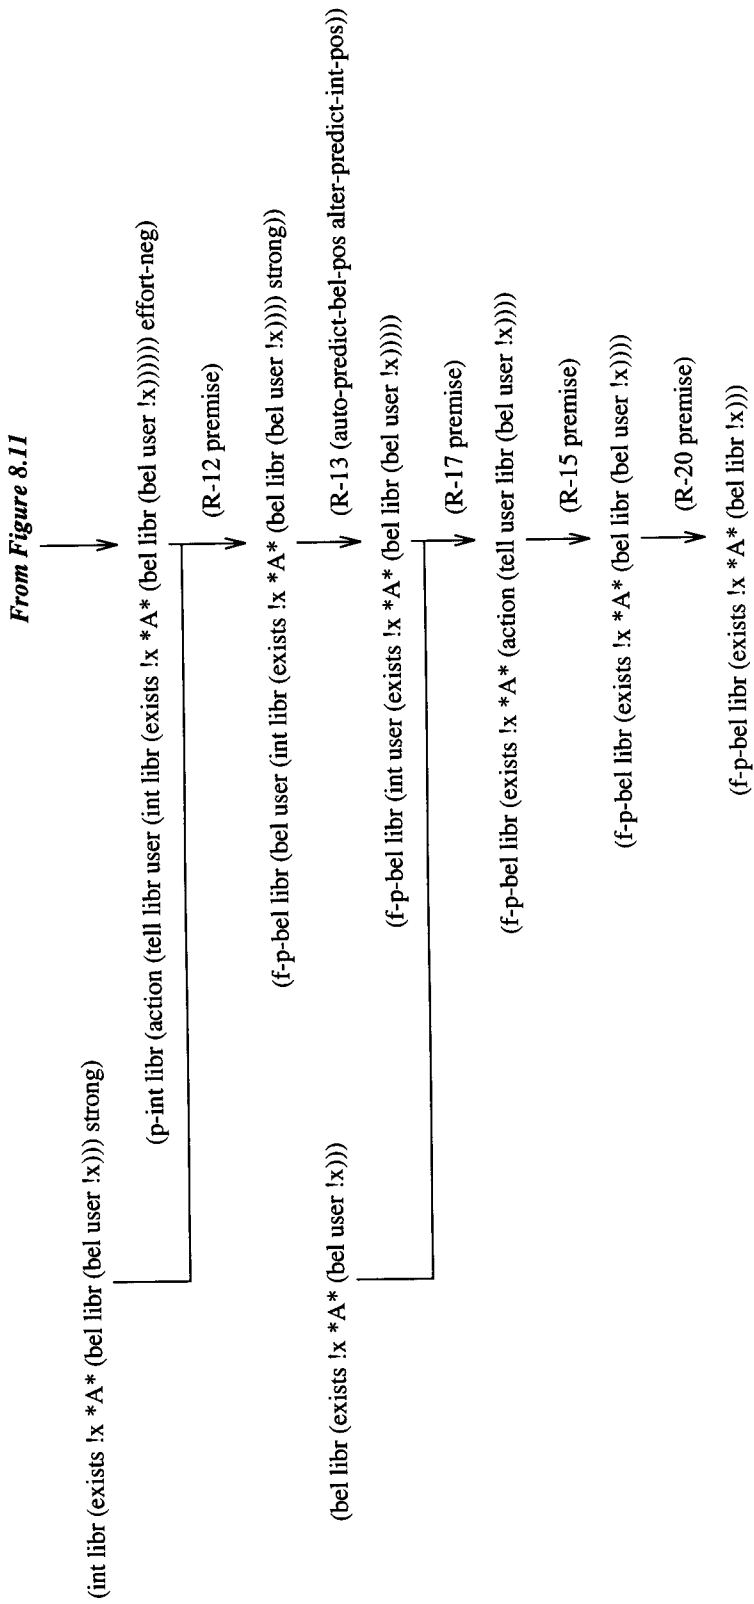 From Figure 8.11
(int libr (exists !x *A* (bel libr (bel user !x))) strong)
(p-int libr (action (tell libr user (int libr (exists !x *A* (bel libr (bel user !x)))))) effort-neg)
(R-12 premise)
(f-p-bel libr (bel user (int libr (exists !x *A* (bel libr (bel user !x)))) strong))
(R-13 (auto-predict-bel-pos alter-predict-int-pos))
(bel libr (exists !x *A* (bel user !x)))
(f-p-bel libr (int user (exists !x *A* (bel libr (bel user !x)))))
(R-17 premise)
(f-p-bel libr (exists !x *A* (action (tell user libr (bel user !x))))
(R-15 premise)
(f-p-bel libr (exists !x *A* (bel libr (bel user !x))))
(R-20 premise)
(f-p-bel libr (exists !x *A* (bel libr !x)))